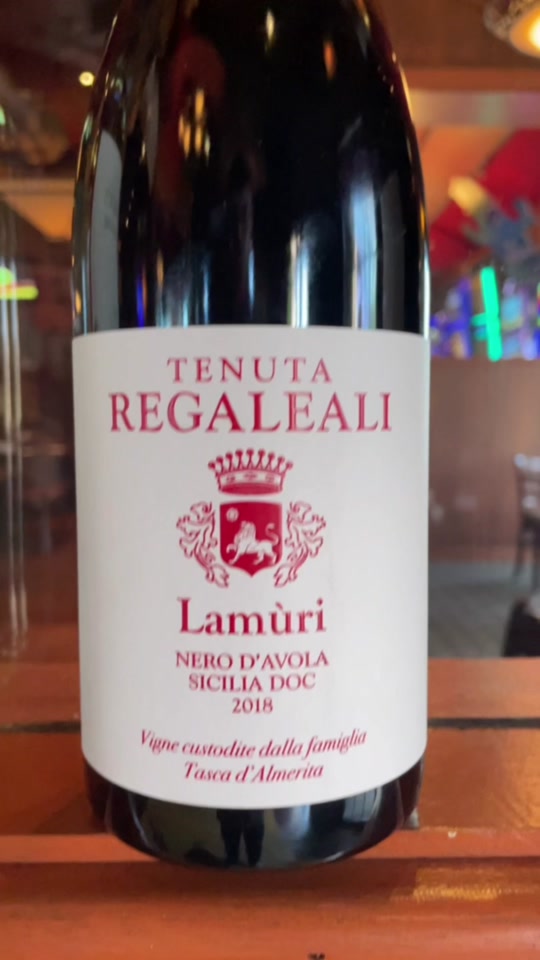 TENUTA
REGALEALI
Lamùri
NERO D'AVOLA
SICILIA DOC
2018
Vigne custodite dalla famiglia
Tasca d'Almerita